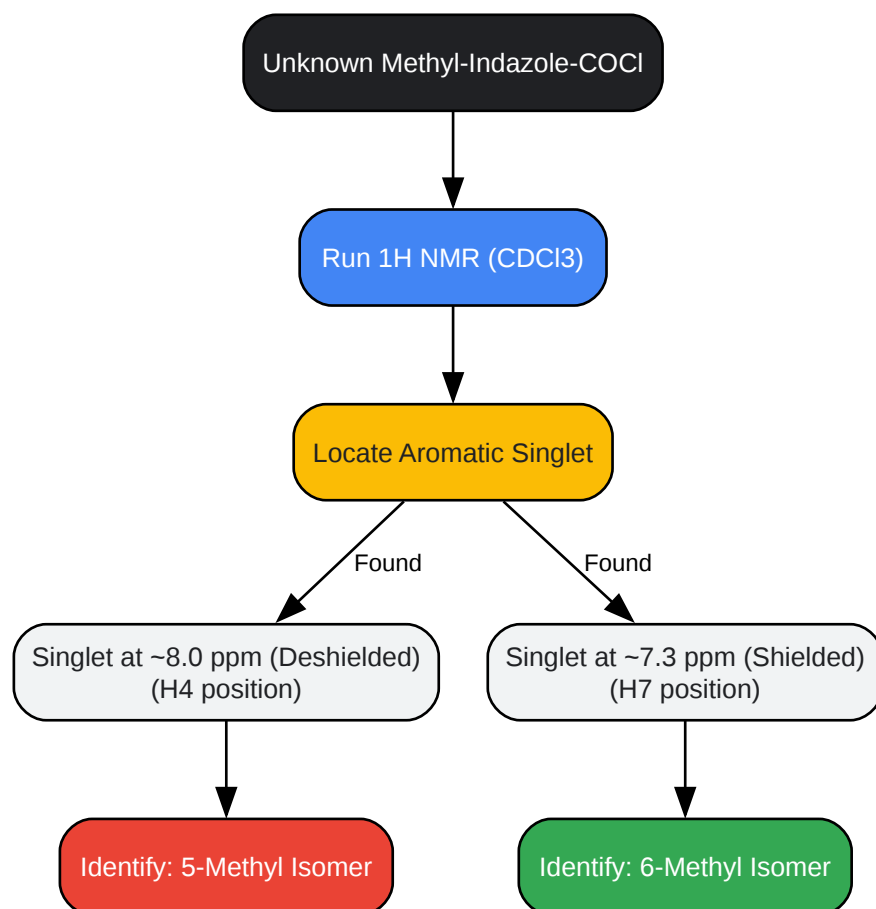 Unknown Methyl-Indazole-COCl
Run 1H NMR (CDCl3)
Locate Aromatic Singlet
Found
Found
Singlet at ~8.0 ppm (Deshielded)
(H4 position)
Singlet at ~7.3 ppm (Shielded)
(H7 position)
Identify: 5-Methyl Isomer
Identify: 6-Methyl Isomer